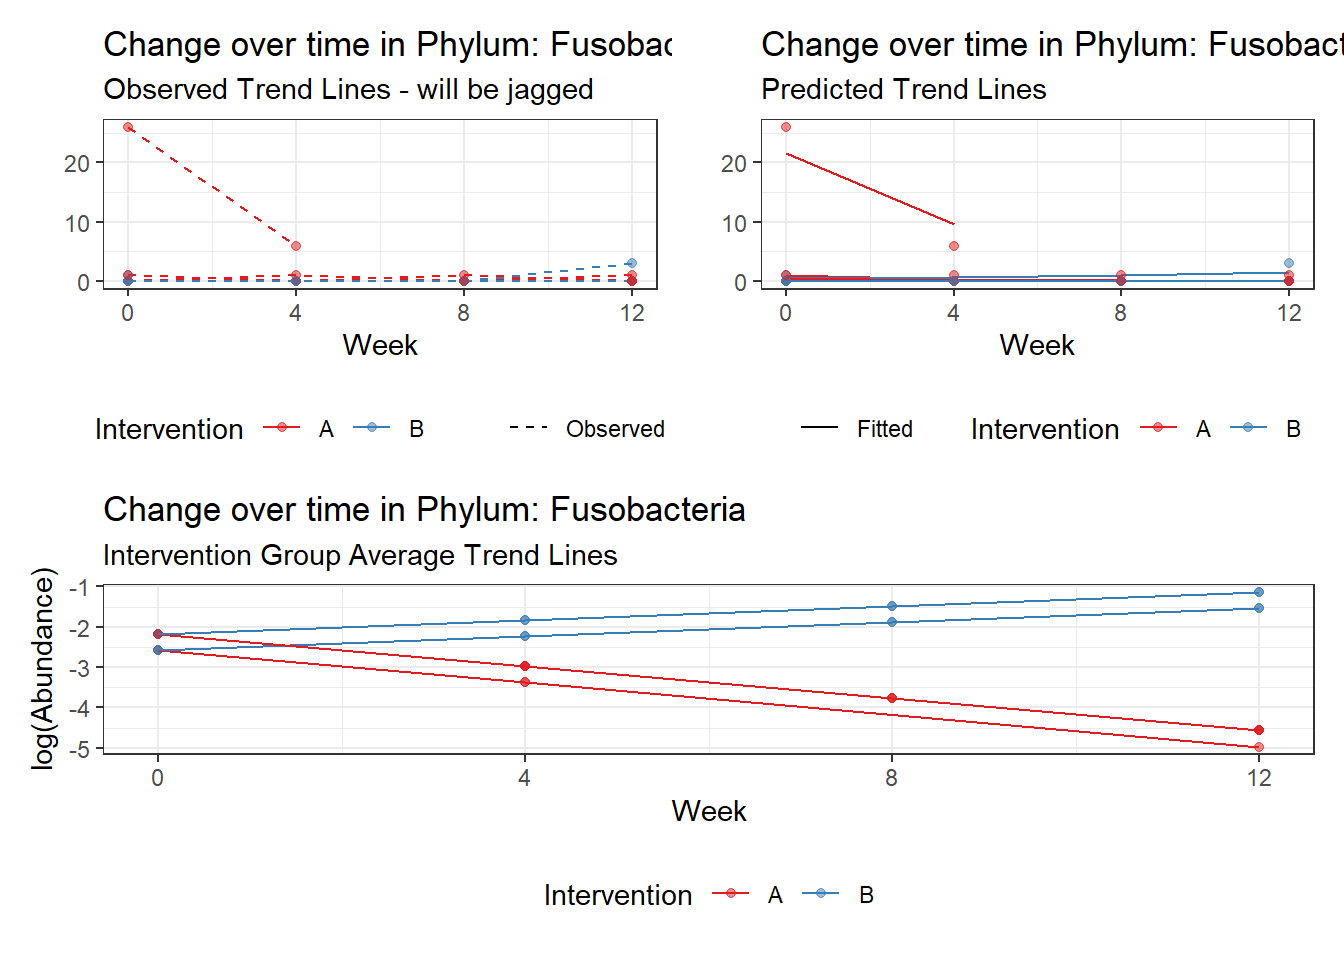 Change over time in Phylum: Fusobac
Observed Trend Lines - will be jagged
20
10
0
0 4 8 12
Week
Intervention A B Observed
Change over time in Phylum: Fusobact
Predicted Trend Lines
20
10
0
0 4 8 12
Week
Fitted Intervention A B
Change over time in Phylum: Fusobacteria
Intervention Group Average Trend Lines
log(Abundance)
-1
-2
-3
-4
-5
0 4 8 12
Week
Intervention A B